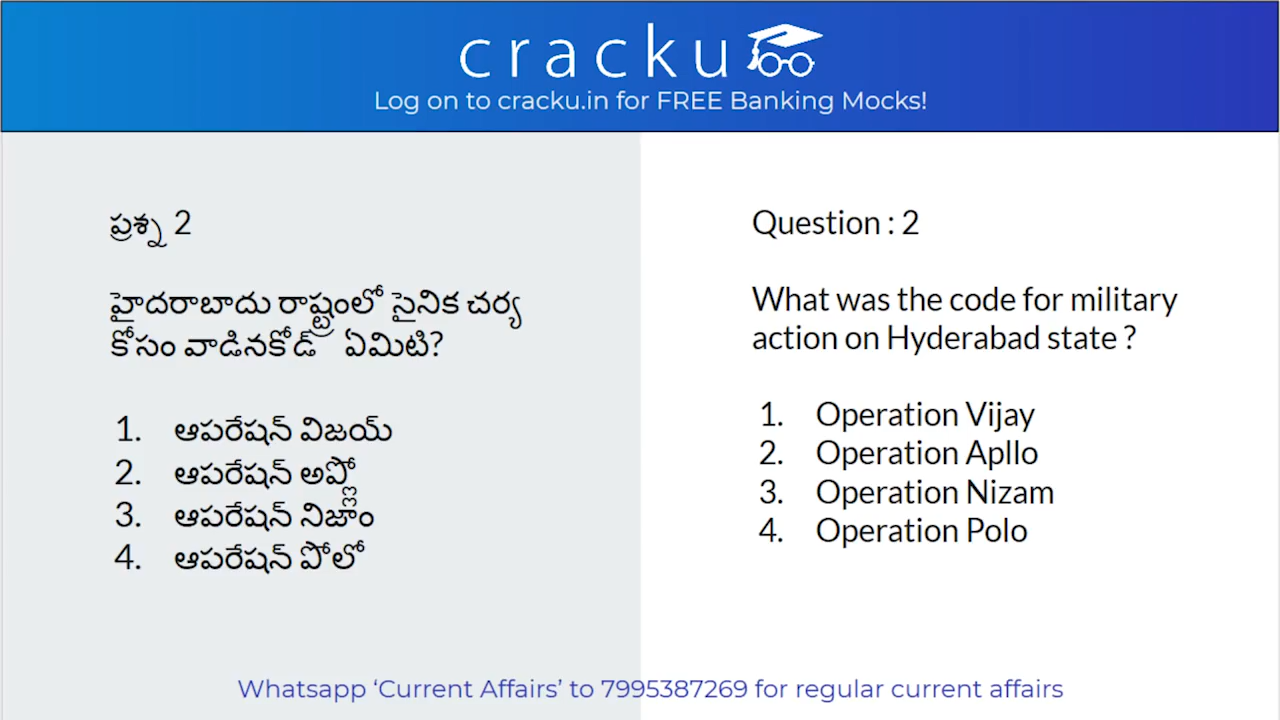 cracku
Log on to cracku.in for FREE Banking Mocks!
ప్రశ్న 2
హైదరాబాదు రాష్ట్రంలో సైనిక చర్య
కోసం వాడినకోడ్ ఏమిటి?
1. ఆపరేషన్ విజయ్
2. ఆపరేషన్ అప్లో్ల
3. ఆపరేషన్ నిజాం
4. ఆపరేషన్ పోలో
Question : 2
What was the code for military
action on Hyderabad state ?
1. Operation Vijay
2. Operation Apllo
3. Operation Nizam
4. Operation Polo
Whatsapp ‘Current Affairs’ to 7995387269 for regular current affairs